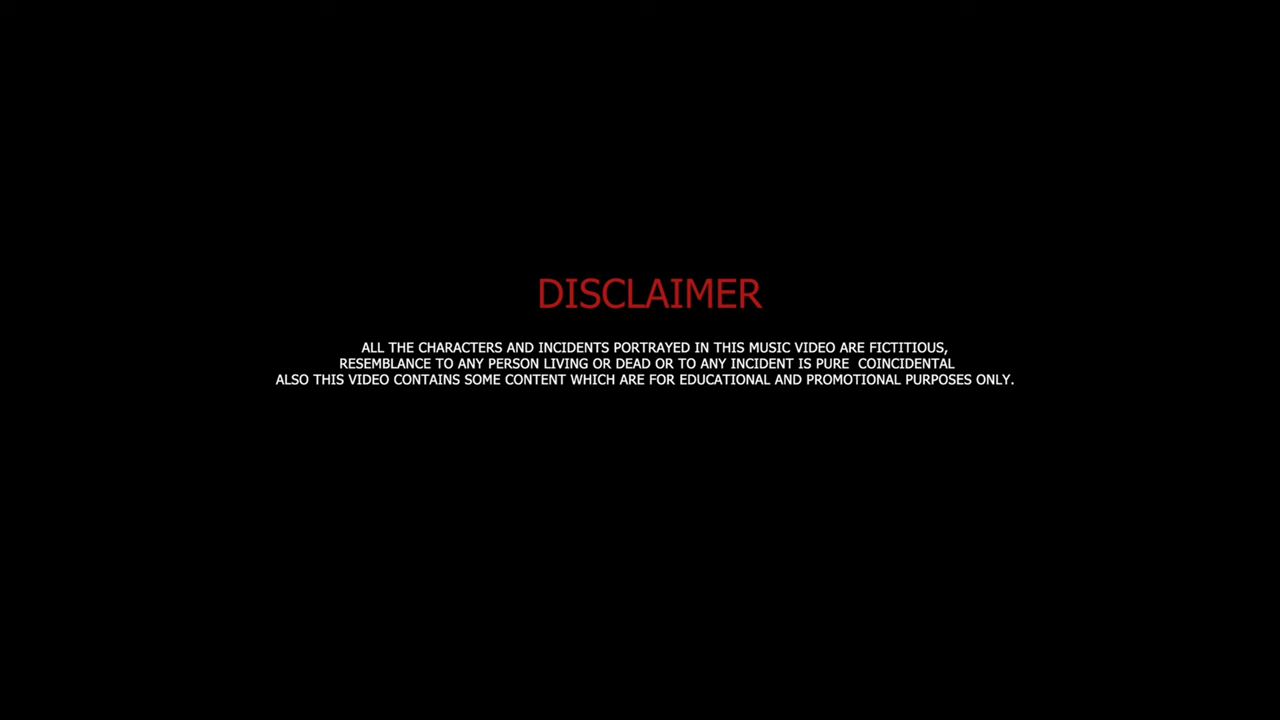 DISCLAIMER
ALL THE CHARACTERS AND INCIDENTS PORTRAYED IN THIS MUSIC VIDEO ARE FICTITIOUS,
RESEMBLANCE TO ANY PERSON LIVING OR DEAD OR TO ANY INCIDENT IS PURE  COINCIDENTAL
ALSO THIS VIDEO CONTAINS SOME CONTENT WHICH ARE FOR EDUCATIONAL AND PROMOTIONAL PURPOSES ONLY.